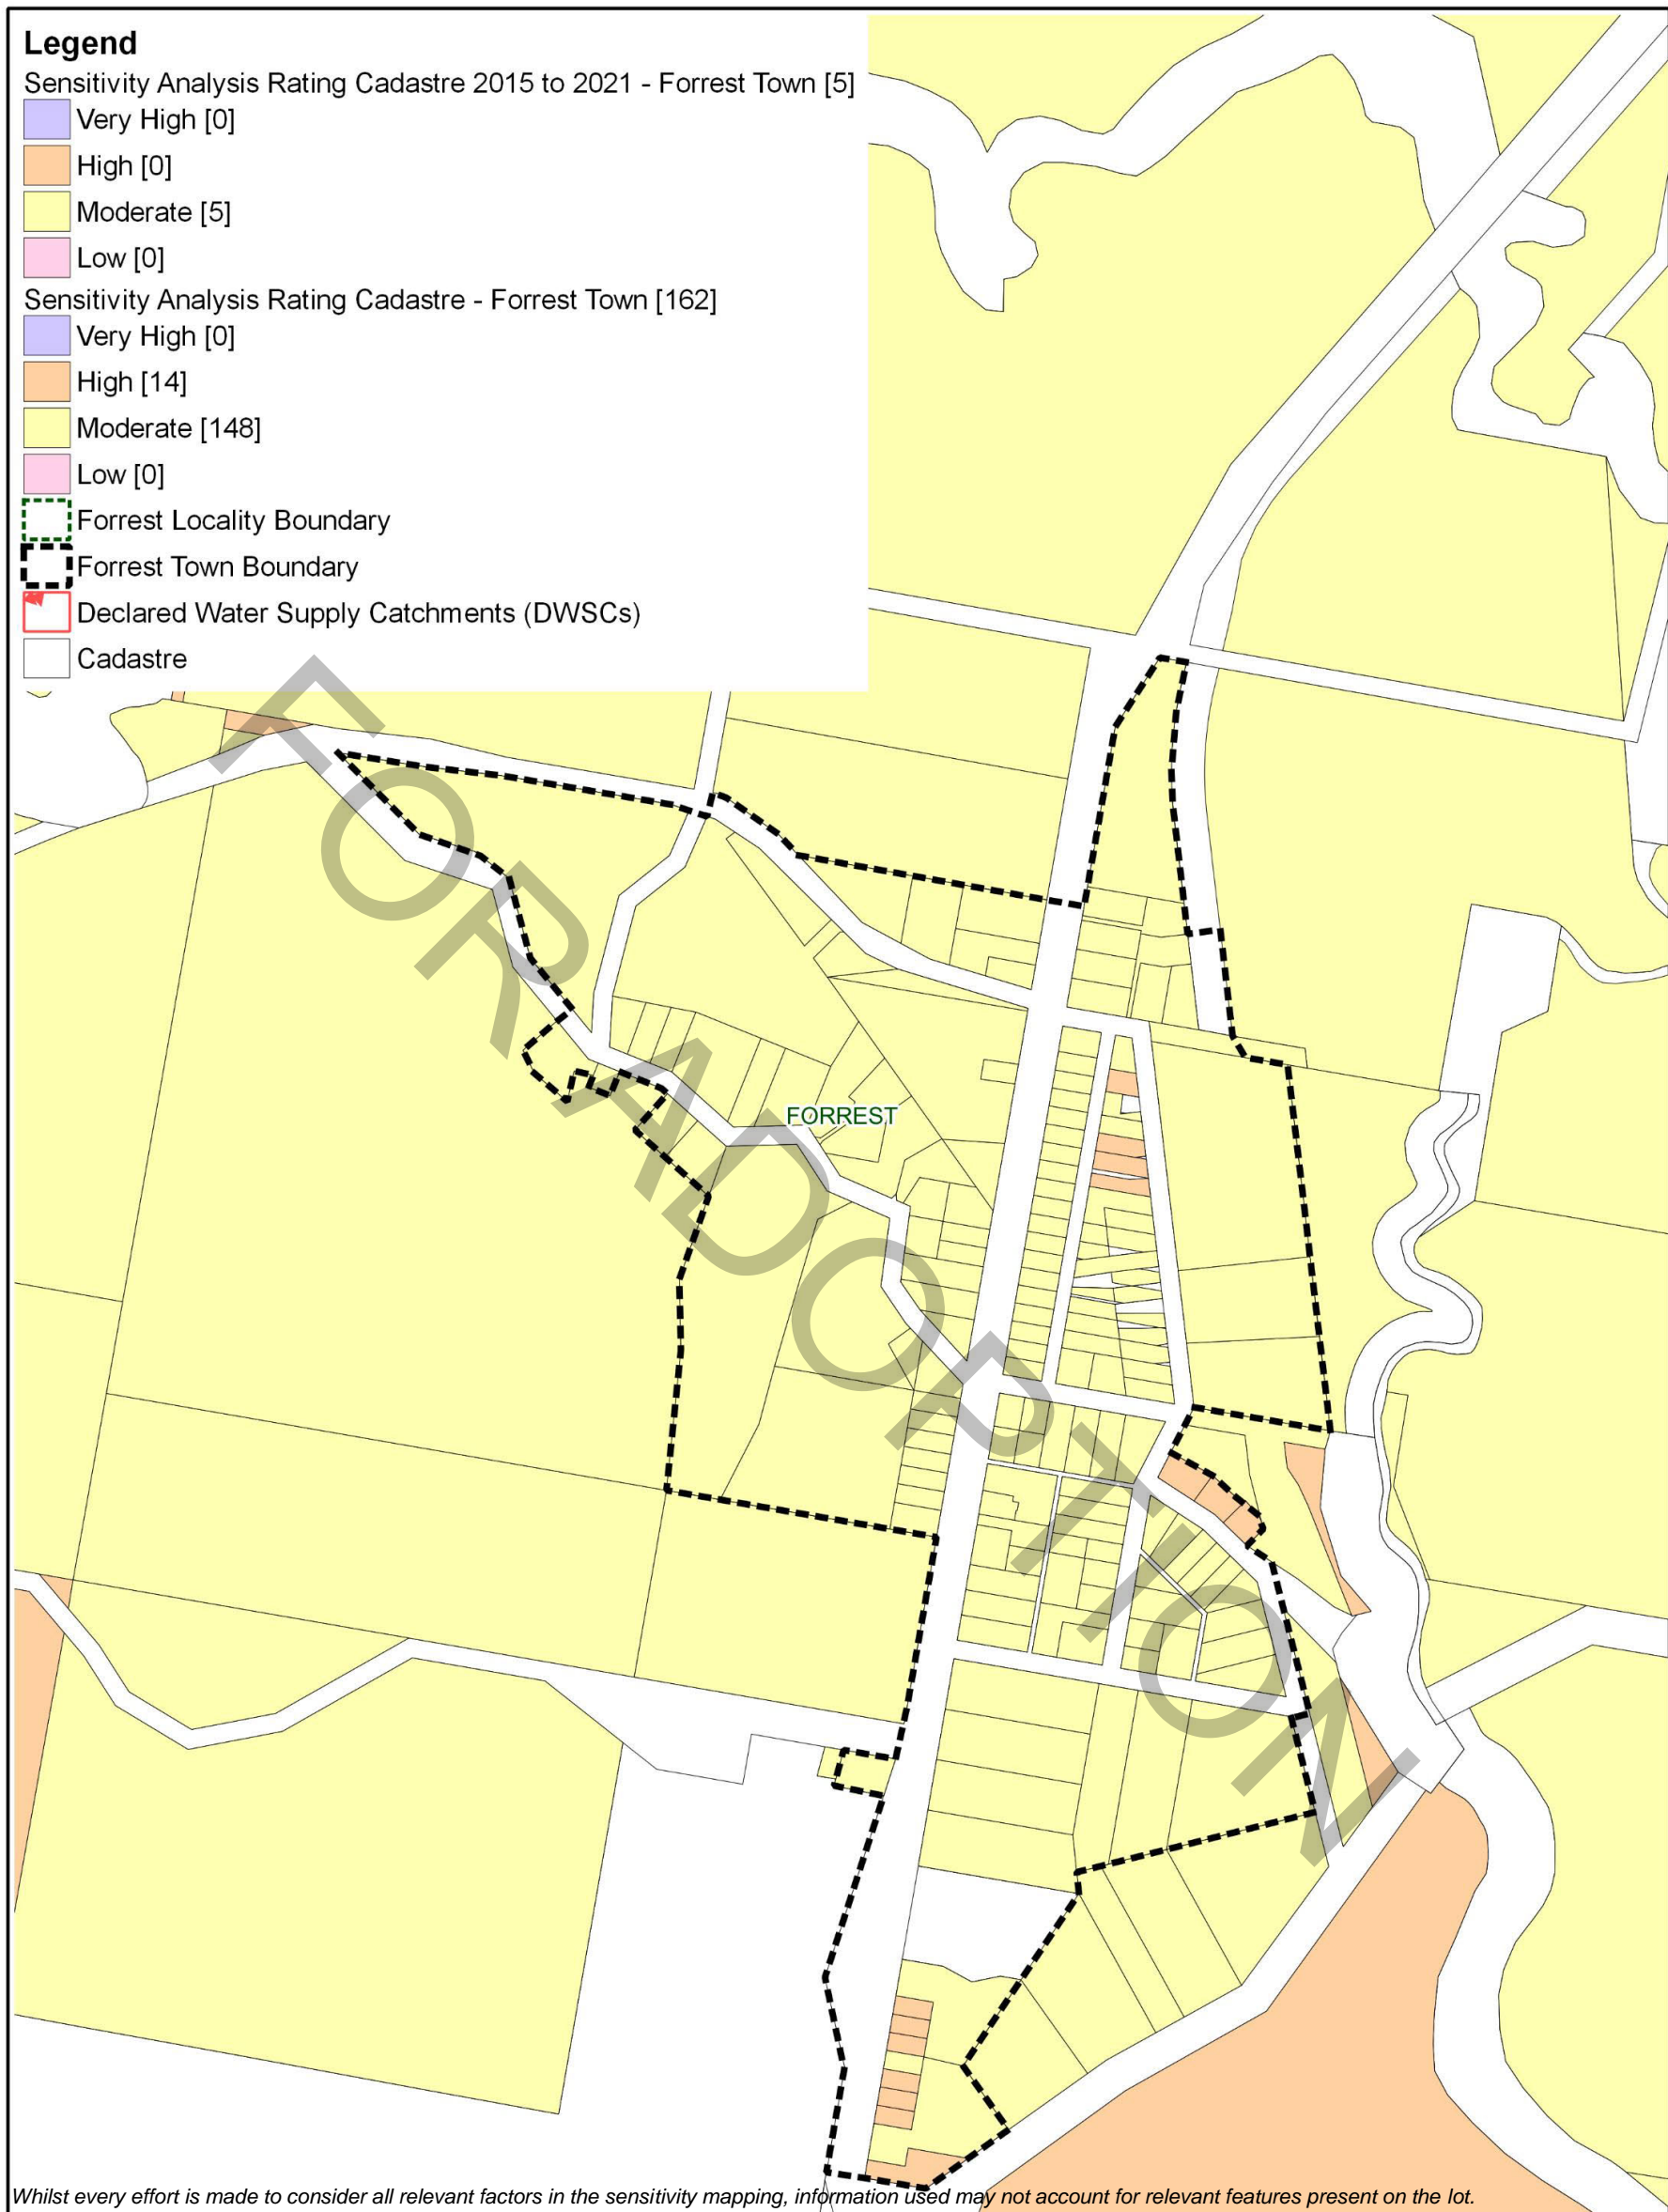 Legend
Sensitivity Analysis Rating Cadastre 2015 to 2021 - Forrest Town [5]
Very High [0]
High [0]
Moderate [5]
Low [0]
Sensitivity Analysis Rating Cadastre - Forrest Town [162]
Very High [0]
High [14]
Moderate [148]
Low [0]
Forrest Locality Boundary
Forrest Town Boundary
Declared Water Supply Catchments (DWSCs)
Cadastre
FORREST
FOR ADOPTION
Whilst every effort is made to consider all relevant factors in the sensitivity mapping, information used may not account for relevant features present on the lot.